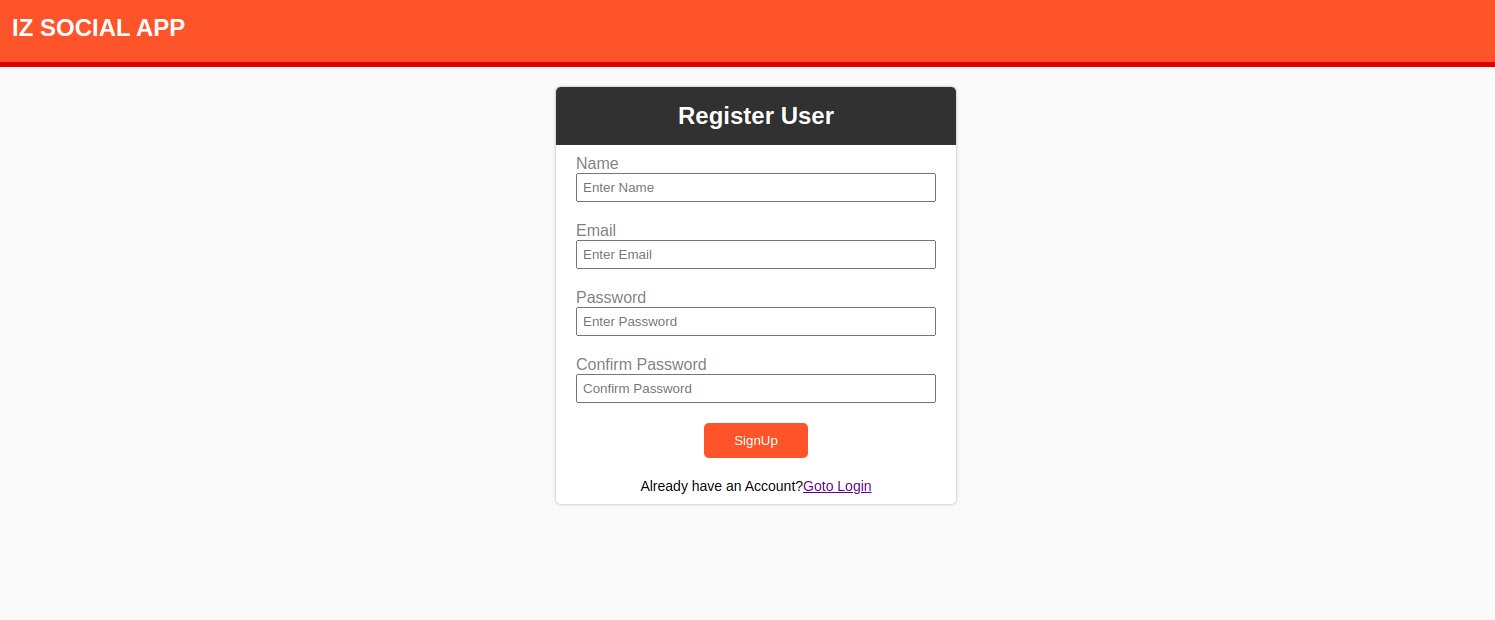 IZ SOCIAL APP
Register User
Name
Enter Name
Email
Enter Email
Password
Enter Password
Confirm Password
Confirm Password
SignUp
Already have an Account?Goto Login